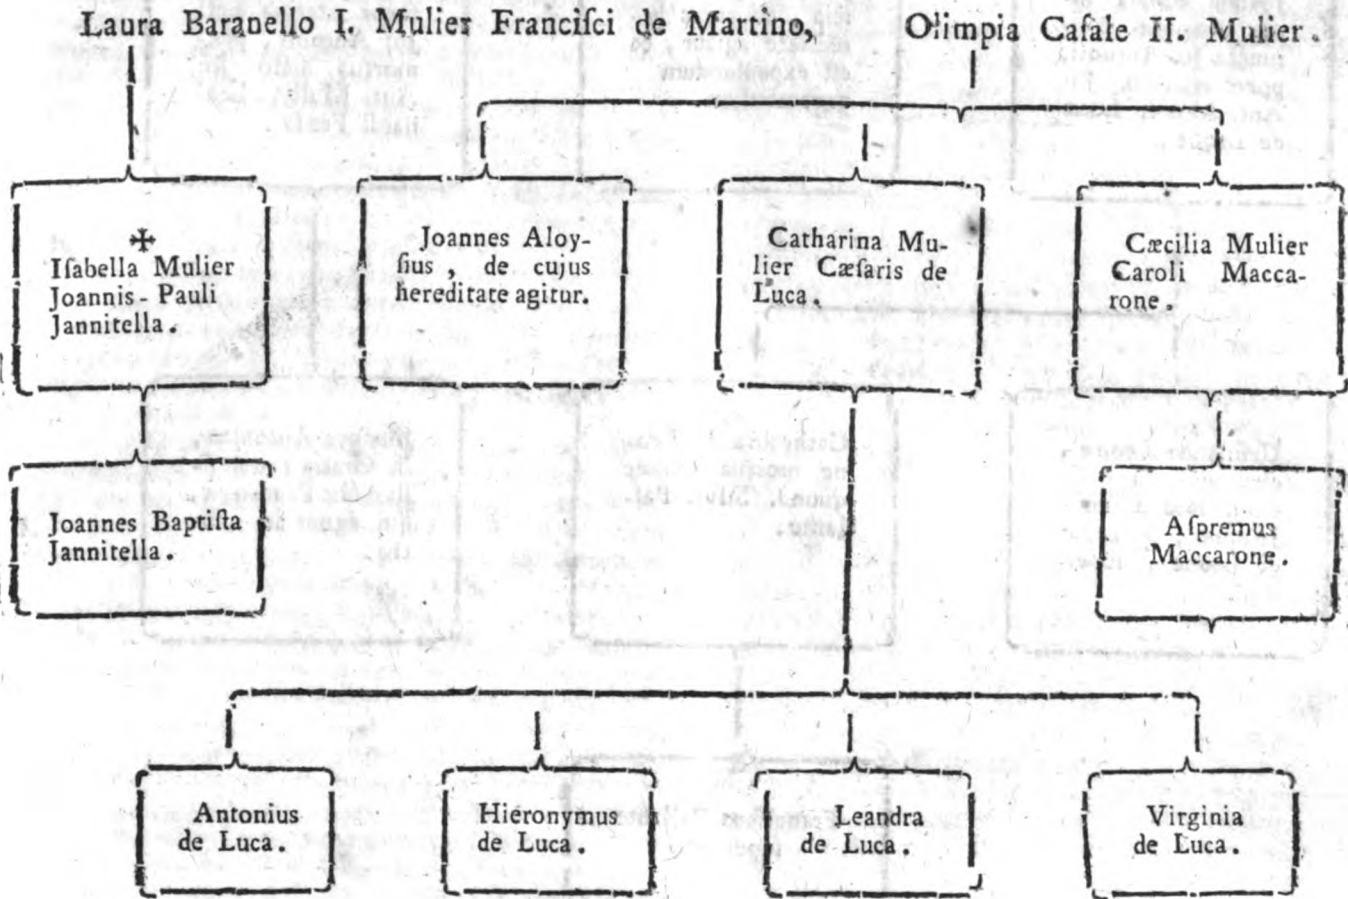 Laura Baranello I. Mulier Franciſci de Martino, Olimpia Caſale II. Mulier.
✠
Iſabella Mulier
Joannis-Pauli
Jannitella.
Joannes Aloy-
ſius, de cujus
hereditate agitur.
Catharina Mu-
lier Cæſaris de
Luca.
Cæcilia Mulier
Caroli Macca-
rone.
Joannes Baptiſta
Jannitella.
Aſpremus
Maccarone.
Antonius
de Luca.
Hieronymus
de Luca.
Leandra
de Luca.
Virginia
de Luca.